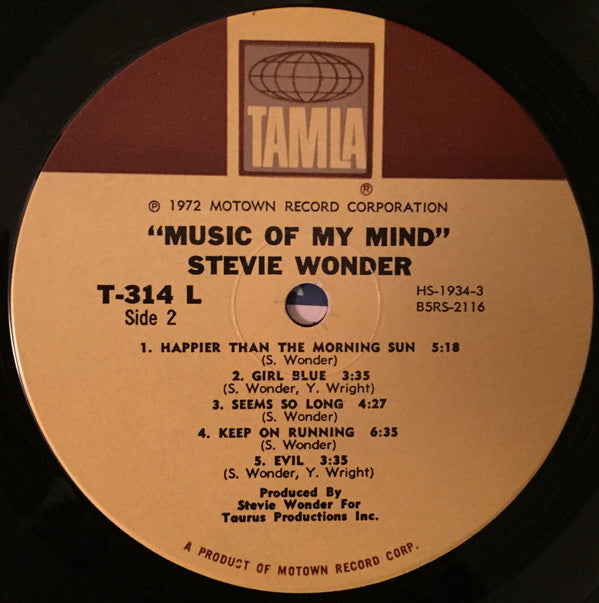 TAMLA
®
℗ 1972 MOTOWN RECORD CORPORATION
"MUSIC OF MY MIND"
STEVIE WONDER
T-314 L
Side 2
HS-1934-3
B5RS-2116
1. HAPPIER THAN THE MORNING SUN 5:18
(S. Wonder)
2. GIRL BLUE 3:35
(S. Wonder, Y. Wright)
3. SEEMS SO LONG 4:27
(S. Wonder)
4. KEEP ON RUNNING 6:35
(S. Wonder)
5. EVIL 3:35
(S. Wonder, Y. Wright)
Produced By
Stevie Wonder For
Taurus Productions Inc.
A PRODUCT OF MOTOWN RECORD CORP.